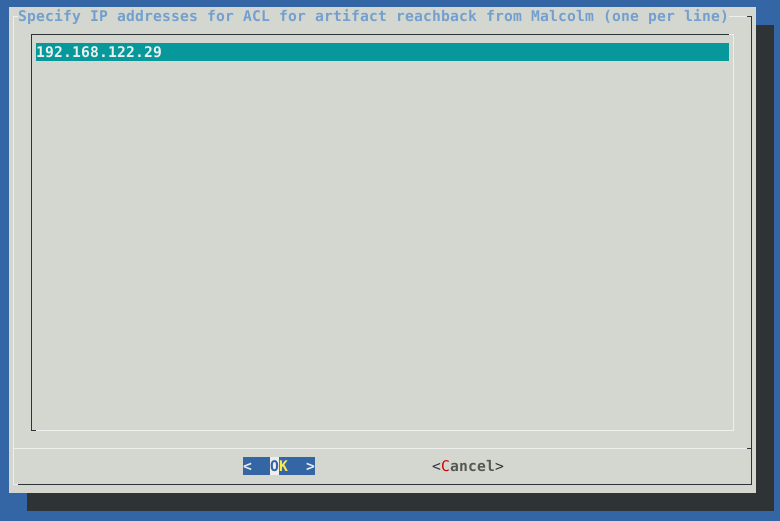 Specify IP addresses for ACL for artifact reachback from Malcolm (one per line)
192.168.122.29
<  OK  > <Cancel>